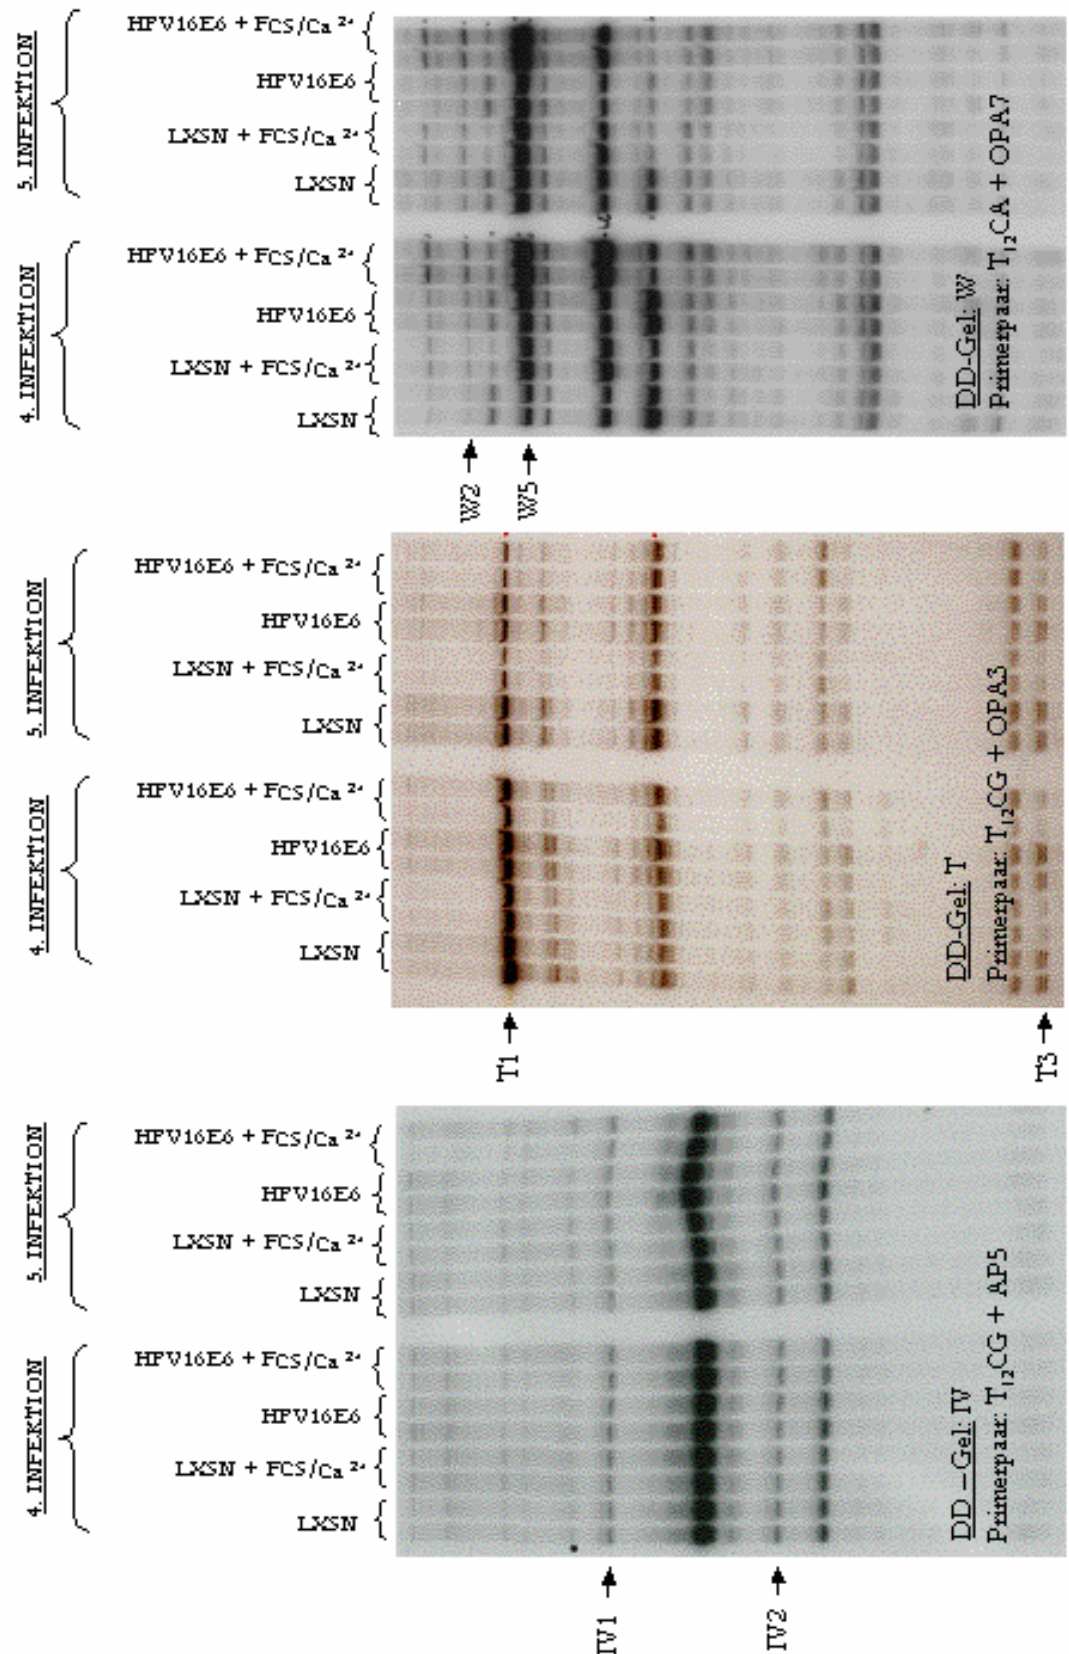 4. INFEKTION
5. INFEKTION
LXSN
LXSN + FCS/Ca²⁺
HPV16E6
HPV16E6 + FCS/Ca²⁺
LXSN
LXSN + FCS/Ca²⁺
HPV16E6
HPV16E6 + FCS/Ca²⁺
IV1
IV2
DD–Gel: IV
Primerpaar: T₁₂CG + AP5
4. INFEKTION
5. INFEKTION
LXSN
LXSN + FCS/Ca²⁺
HPV16E6
HPV16E6 + FCS/Ca²⁺
LXSN
LXSN + FCS/Ca²⁺
HPV16E6
HPV16E6 + FCS/Ca²⁺
T1
T3
DD-Gel: T
Primerpaar: T₁₂CG + OPA3
4. INFEKTION
5. INFEKTION
LXSN
LXSN + FCS/Ca²⁺
HPV16E6
HPV16E6 + FCS/Ca²⁺
LXSN
LXSN + FCS/Ca²⁺
HPV16E6
HPV16E6 + FCS/Ca²⁺
W2
W5
DD-Gel: W
Primerpaar: T₁₂CA + OPA7